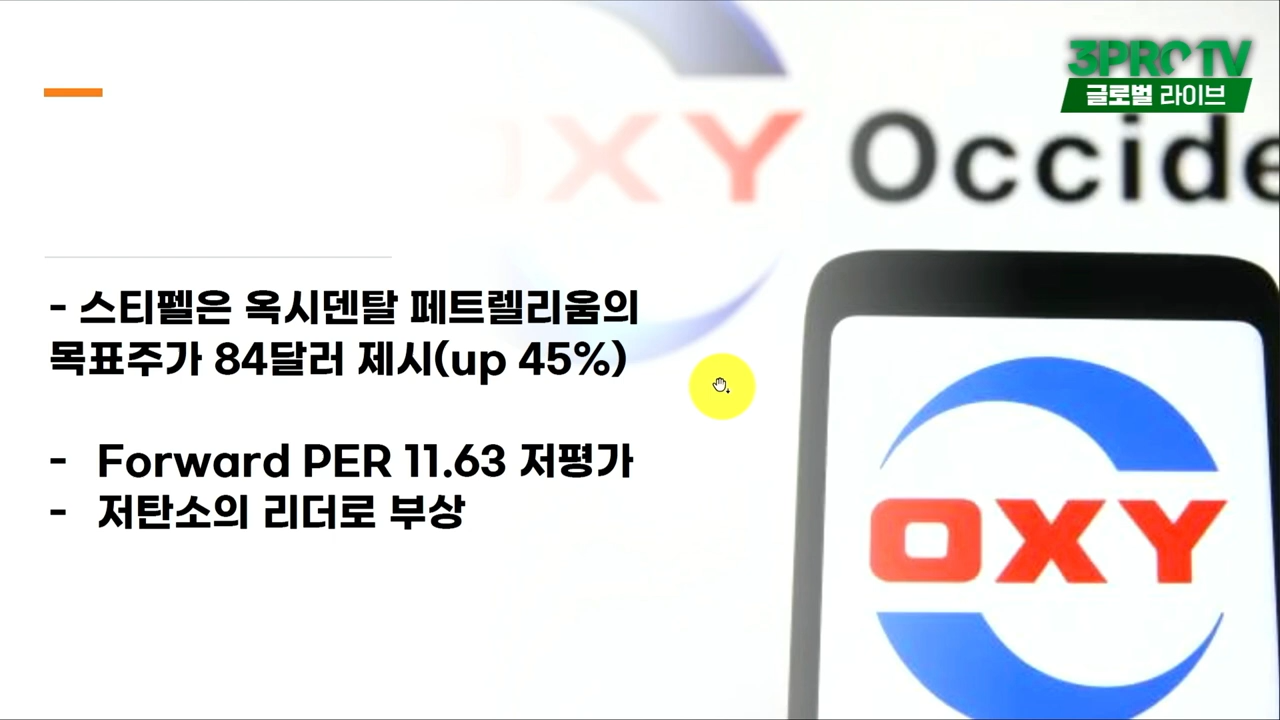 3PROTV
글로벌 라이브
OXY Occide
- 스티펠은 옥시덴탈 페트렐리움의
목표주가 84달러 제시(up 45%)
- Forward PER 11.63 저평가
- 저탄소의 리더로 부상
OXY